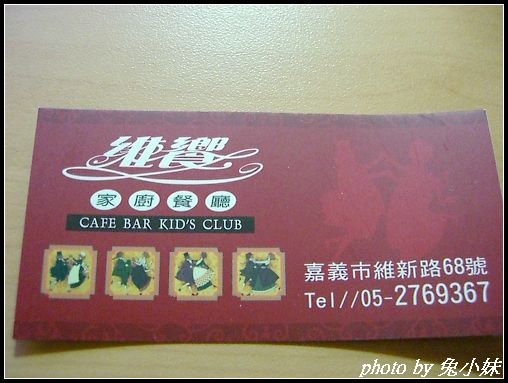 維饗
家廚餐廳
CAFE BAR KID'S CLUB
嘉義市維新路68號
Tel//05-2769367
photo by 兔小妹